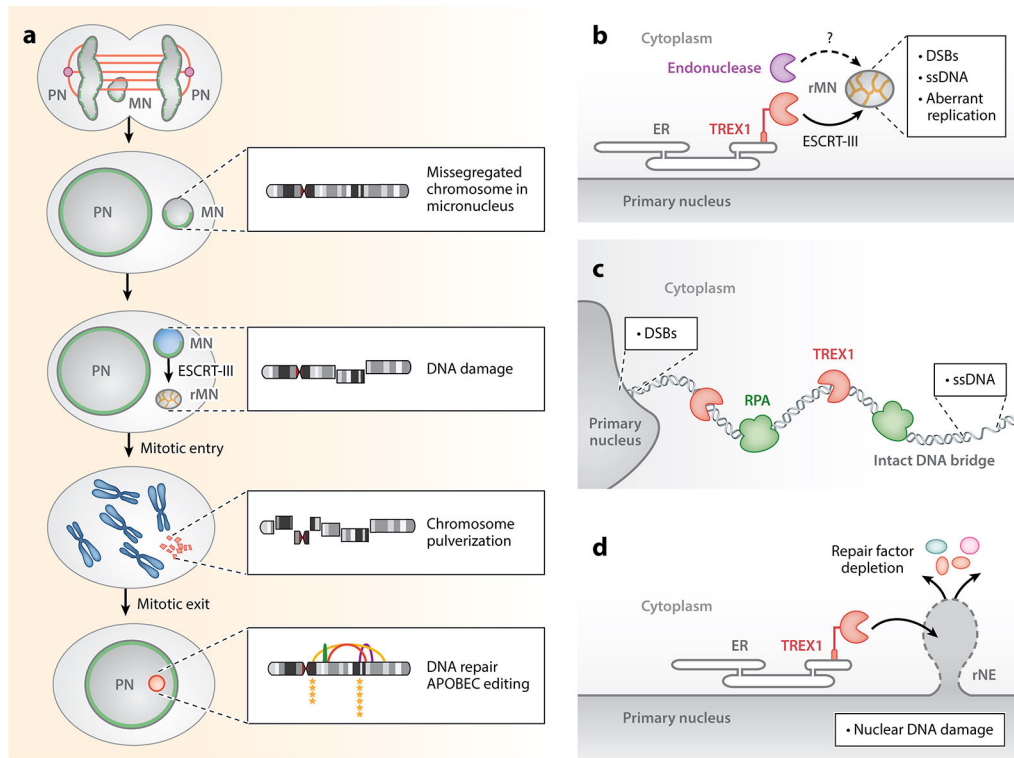 a
PN
MN
PN
PN
MN
Missegregated
chromosome in
micronucleus
PN
MN
ESCRT-III
rMN
DNA damage
Mitotic entry
Chromosome
pulverization
Mitotic exit
PN
DNA repair
APOBEC editing
b
Cytoplasm
Endonuclease
?
rMN
• DSBs
• ssDNA
• Aberrant
replication
ER
TREX1
ESCRT-III
Primary nucleus
c
Cytoplasm
• DSBs
TREX1
RPA
• ssDNA
Primary
nucleus
Intact DNA bridge
d
Repair factor
depletion
Cytoplasm
ER
TREX1
rNE
Primary nucleus
• Nuclear DNA damage